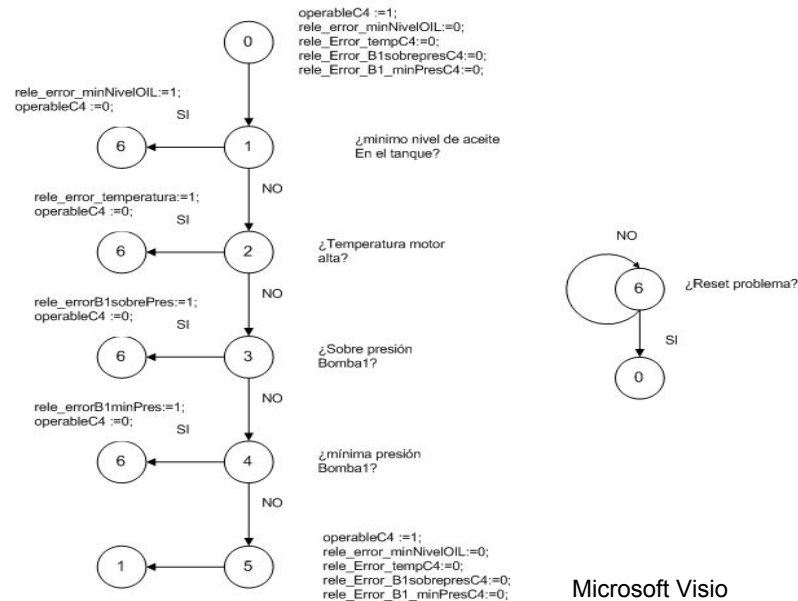 operableC4 :=1;
rele_error_minNivelOIL:=0;
rele_Error_tempC4:=0;
rele_Error_B1sobrepresC4:=0;
rele_Error_B1_minPresC4:=0;
0
rele_error_minNivelOIL:=1;
operableC4 :=0;
SI
6
1
¿minimo nivel de aceite
En el tanque?
NO
rele_error_temperatura:=1;
operableC4 :=0;
SI
6
2
¿Temperatura motor
alta?
NO
rele_errorB1sobrePres:=1;
operableC4 :=0;
SI
6
3
¿Sobre presión
Bomba1?
NO
rele_errorB1minPres:=1;
operableC4 :=0;
SI
6
4
¿mínima presión
Bomba1?
NO
1
5
operableC4 :=1;
rele_error_minNivelOIL:=0;
rele_Error_tempC4:=0;
rele_Error_B1sobrepresC4:=0;
rele_Error_B1_minPresC4:=0;
NO
6
¿Reset problema?
SI
0
Microsoft Visio